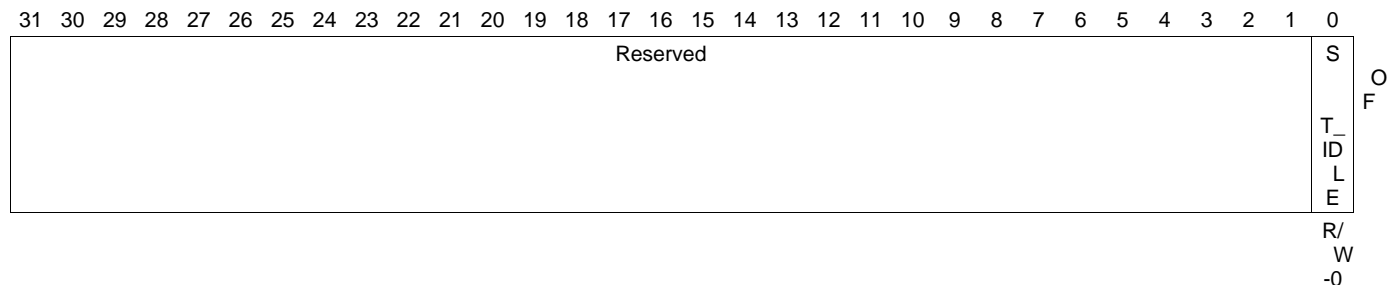 31 30 29 28 27 26 25 24 23 22 21 20 19 18 17 16 15 14 13 12 11 10 9 8 7 6 5 4 3 2 1 0
Reserved S
O
F
T_
ID
L
E
R/
W
-0